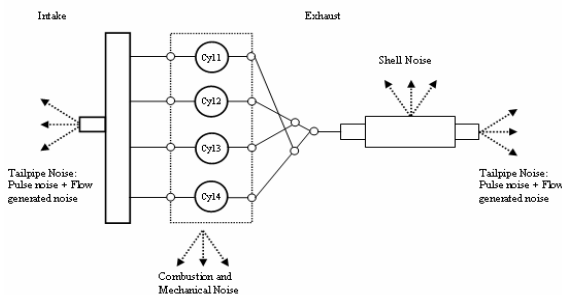 Intake
Exhaust
Cyl1
Shell Noise
Cyl2
Cyl3
Tailpipe Noise:
Pulse noise + Flow
generated noise
Tailpipe Noise:
Pulse noise + Flow
generated noise
Cyl4
Combustion and
Mechanical Noise